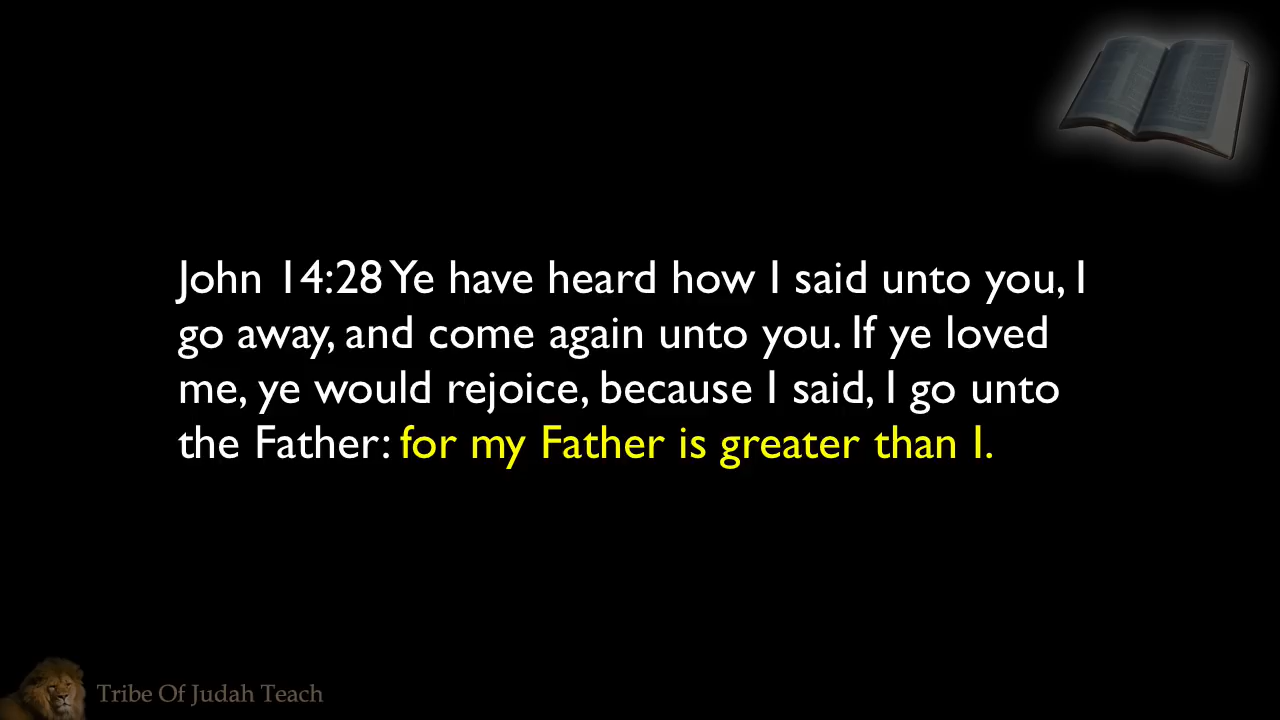 John 14:28 Ye have heard how I said unto you, I
go away, and come again unto you. If ye loved
me, ye would rejoice, because I said, I go unto
the Father: for my Father is greater than I.
Tribe Of Judah Teach